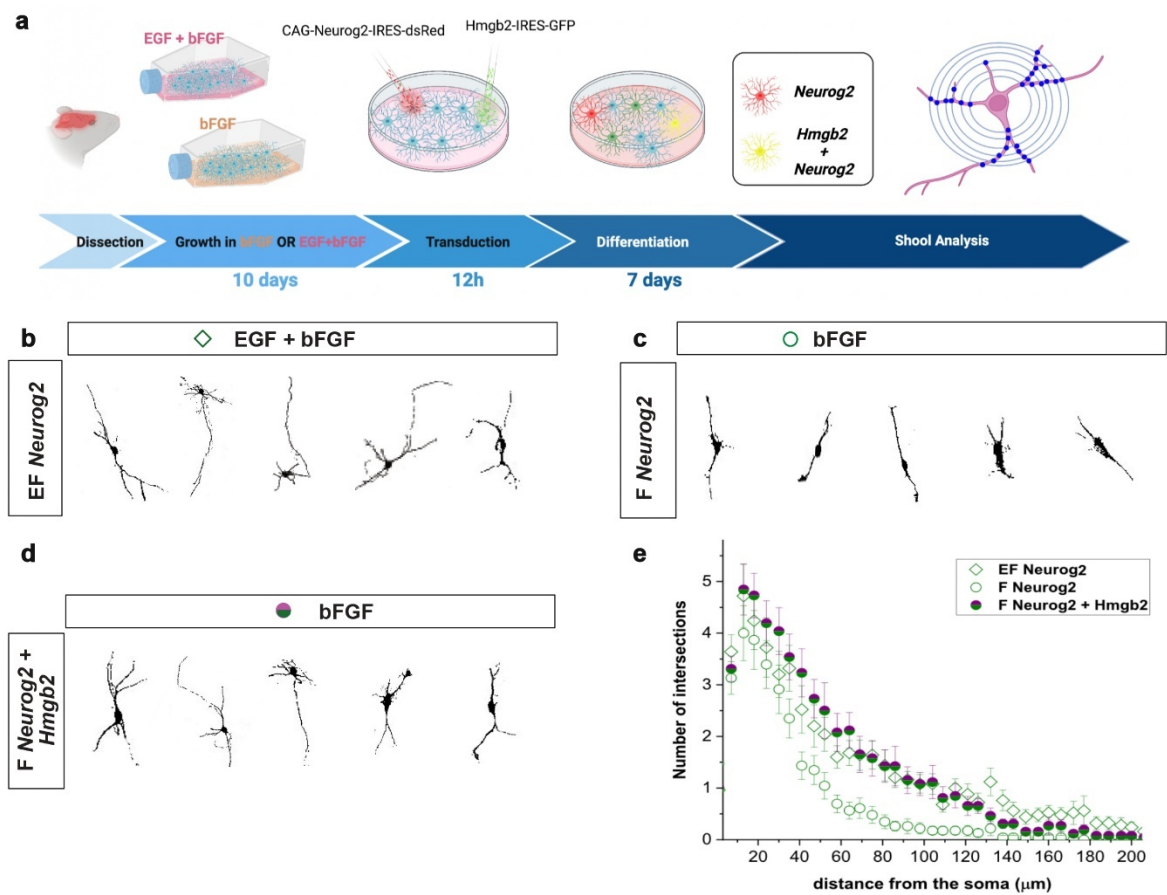 a
EGF + bFGF
bFGF
CAG-Neurog2-IRES-dsRed
Hmgb2-IRES-GFP
Neurog2
Hmgb2
+
Neurog2
Dissection
Growth in bFGF OR EGF+bFGF
Transduction
Differentiation
Shool Analysis
10 days
12h
7 days
b
EGF + bFGF
EF Neurog2
c
bFGF
F Neurog2
d
bFGF
F Neurog2 +
Hmgb2
e
EF Neurog2
F Neurog2
F Neurog2 + Hmgb2
Number of intersections
5
4
3
2
1
0
20 40 60 80 100 120 140 160 180 200
distance from the soma (μm)